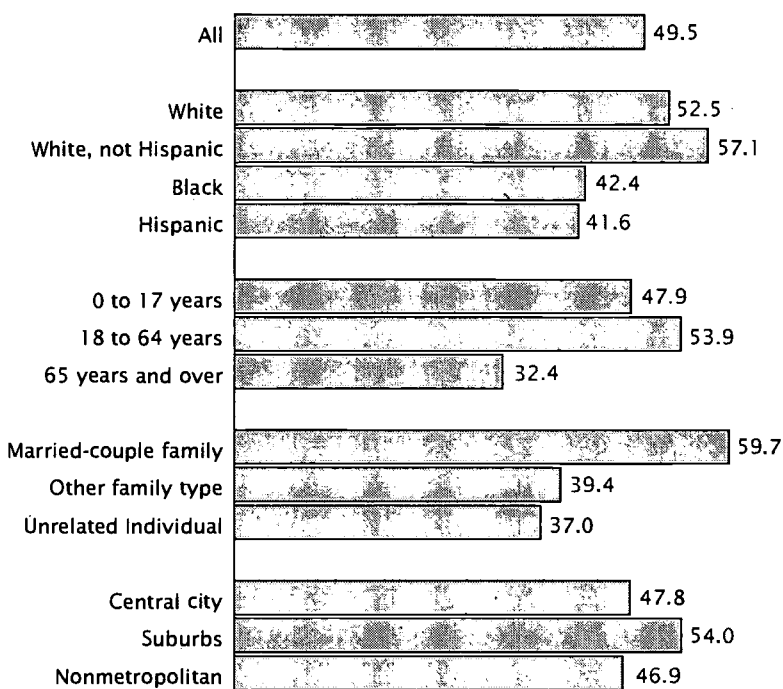 All 49.5
White 52.5
White, not Hispanic 57.1
Black 42.4
Hispanic 41.6
0 to 17 years 47.9
18 to 64 years 53.9
65 years and over 32.4
Married-couple family 59.7
Other family type 39.4
Unrelated Individual 37.0
Central city 47.8
Suburbs 54.0
Nonmetropolitan 46.9